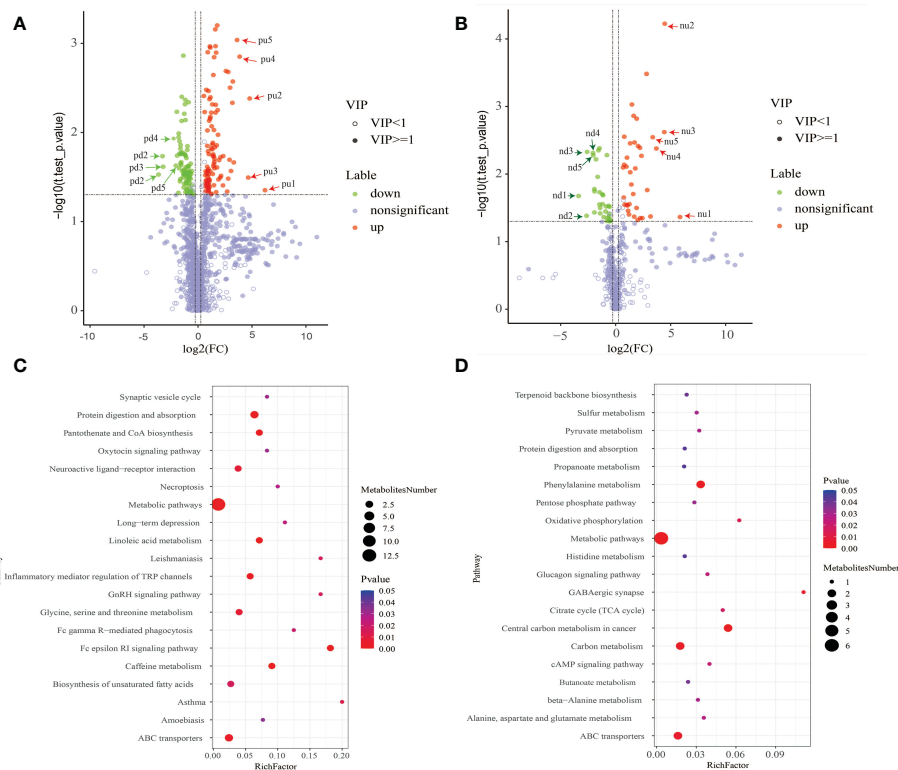 A
3
2
1
0
-10
-5
0
5
10
−log10(t.test_p.value)
log2(FC)
pu5
pu4
pu2
pu3
pu1
pd4
pd2
pd3
pd2
pd5
VIP
VIP<1
VIP>=1
Lable
down
nonsignificant
up
B
4
3
2
1
0
−5
0
5
10
−log10(t.test_p.value)
log2(FC)
nu2
nu3
nu5
nu4
nu1
nd4
nd3
nd5
nd1
nd2
VIP
VIP<1
VIP>=1
Lable
down
nonsignificant
up
C
Synaptic vesicle cycle
Protein digestion and absorption
Pantothenate and CoA biosynthesis
Oxytocin signaling pathway
Neuroactive ligand−receptor interaction
Necroptosis
Metabolic pathways
Long−term depression
Linoleic acid metabolism
Leishmaniasis
Inflammatory mediator regulation of TRP channels
GnRH signaling pathway
Glycine, serine and threonine metabolism
Fc gamma R−mediated phagocytosis
Fc epsilon RI signaling pathway
Caffeine metabolism
Biosynthesis of unsaturated fatty acids
Asthma
Amoebiasis
ABC transporters
0.00
0.05
0.10
0.15
0.20
RichFactor
MetabolitesNumber
2.5
5.0
7.5
10.0
12.5
Pvalue
0.05
0.04
0.03
0.02
0.01
0.00
D
Pathway
Terpenoid backbone biosynthesis
Sulfur metabolism
Pyruvate metabolism
Protein digestion and absorption
Propanoate metabolism
Phenylalanine metabolism
Pentose phosphate pathway
Oxidative phosphorylation
Metabolic pathways
Histidine metabolism
Glucagon signaling pathway
GABAergic synapse
Citrate cycle (TCA cycle)
Central carbon metabolism in cancer
Carbon metabolism
cAMP signaling pathway
Butanoate metabolism
beta−Alanine metabolism
Alanine, aspartate and glutamate metabolism
ABC transporters
0.00
0.03
0.06
0.09
RichFactor
Pvalue
0.05
0.04
0.03
0.02
0.01
0.00
MetabolitesNumber
1
2
3
4
5
6